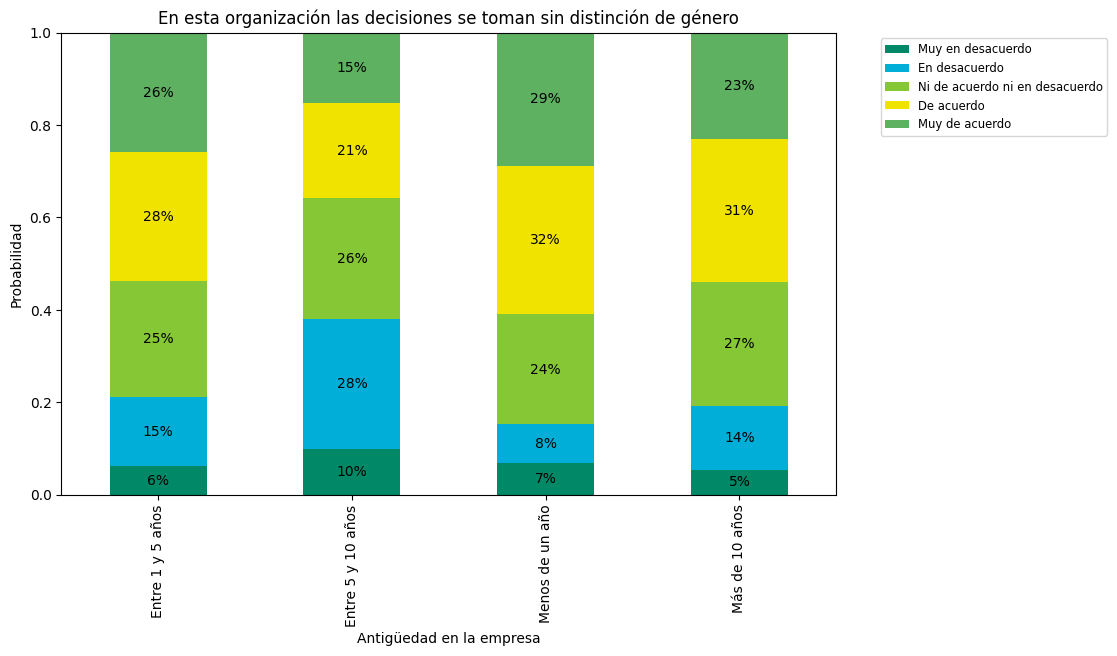 En esta organización las decisiones se toman sin distinción de género
Muy en desacuerdo
En desacuerdo
Ni de acuerdo ni en desacuerdo
De acuerdo
Muy de acuerdo
Probabilidad
1.0
0.8
0.6
0.4
0.2
0.0
26%
28%
25%
15%
6%
15%
21%
26%
28%
10%
29%
32%
24%
8%
7%
23%
31%
27%
14%
5%
Entre 1 y 5 años
Entre 5 y 10 años
Menos de un año
Más de 10 años
Antigüedad en la empresa